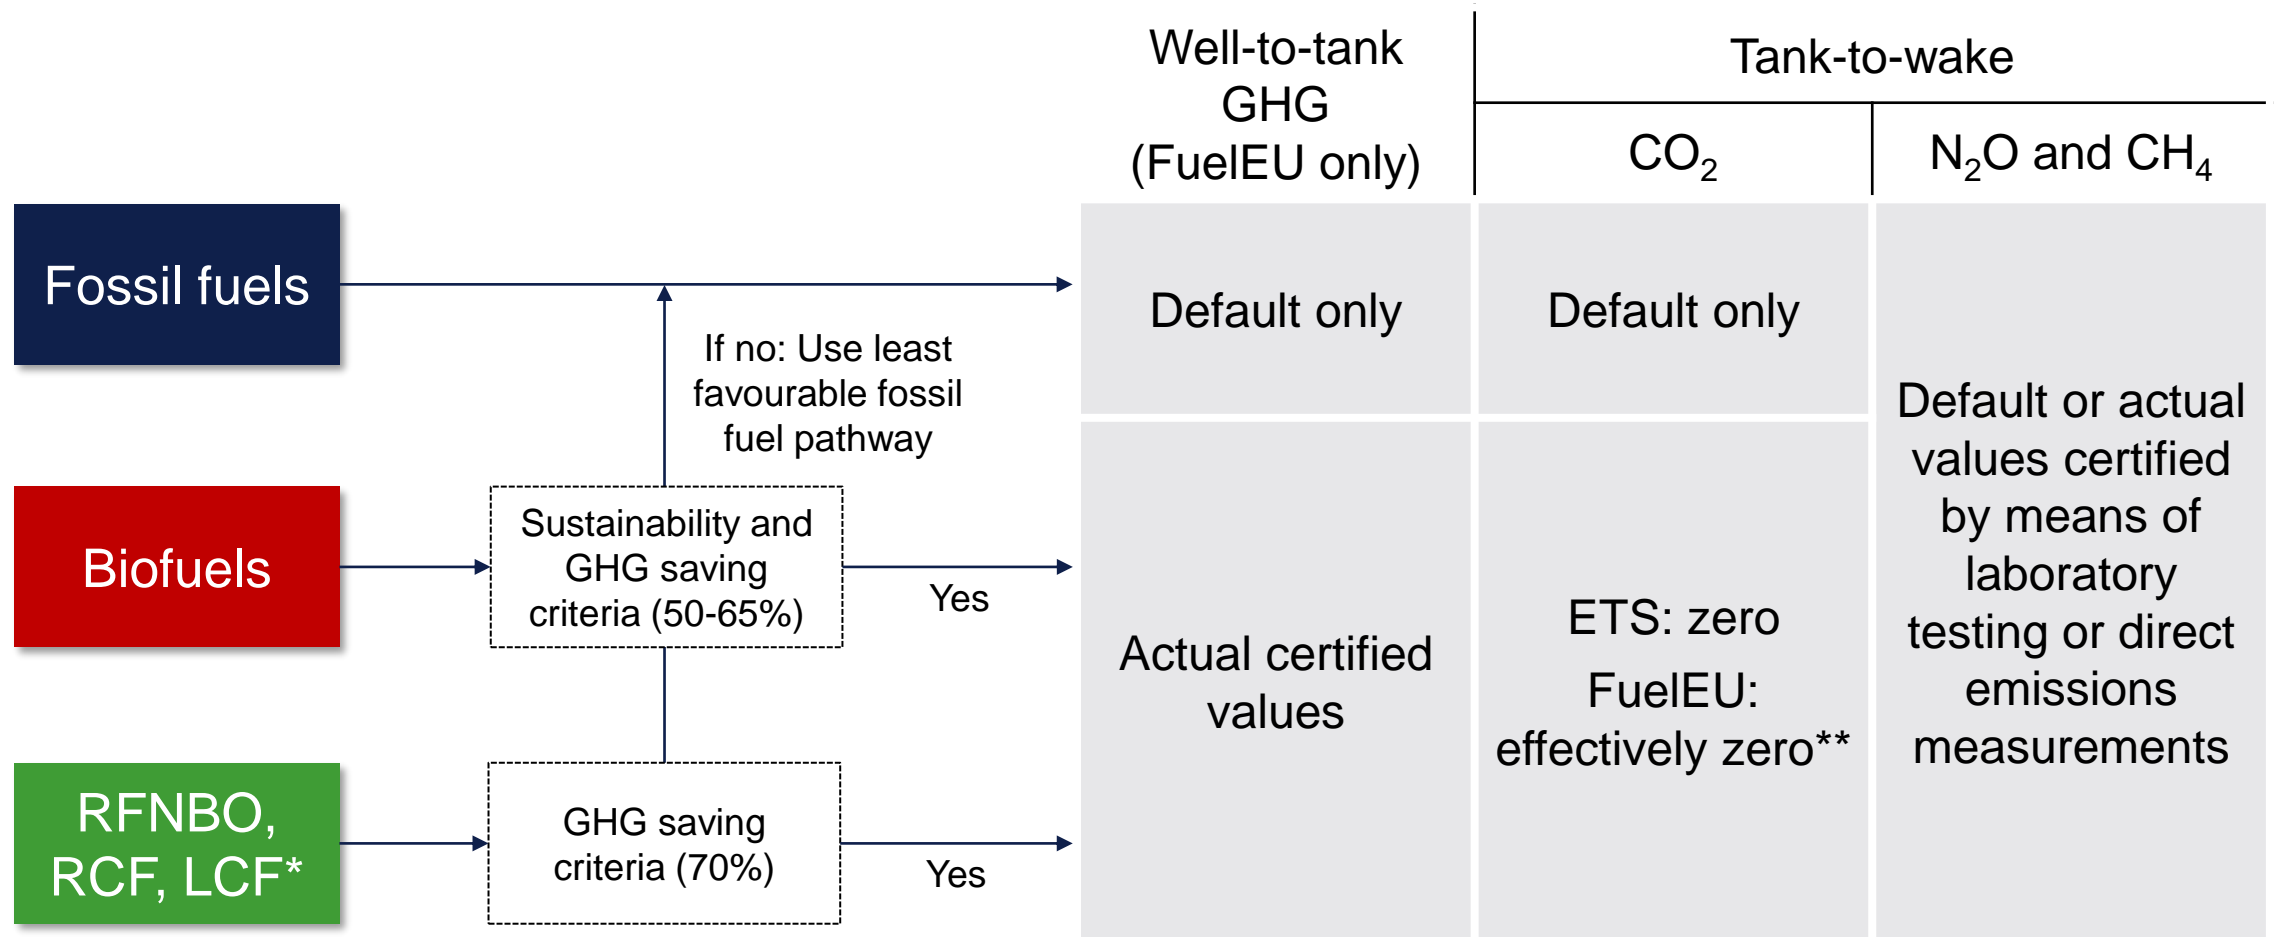 Well-to-tank
GHG
(FuelEU only)
Tank-to-wake
CO₂
N₂O and CH₄
Fossil fuels
Default only
Default only
If no: Use least
favourable fossil
fuel pathway
Default or actual
values certified
by means of
laboratory
testing or direct
emissions
measurements
Biofuels
Sustainability and
GHG saving
criteria (50-65%)
Yes
Actual certified
values
ETS: zero
FuelEU:
effectively zero**
RFNBO,
RCF, LCF*
GHG saving
criteria (70%)
Yes